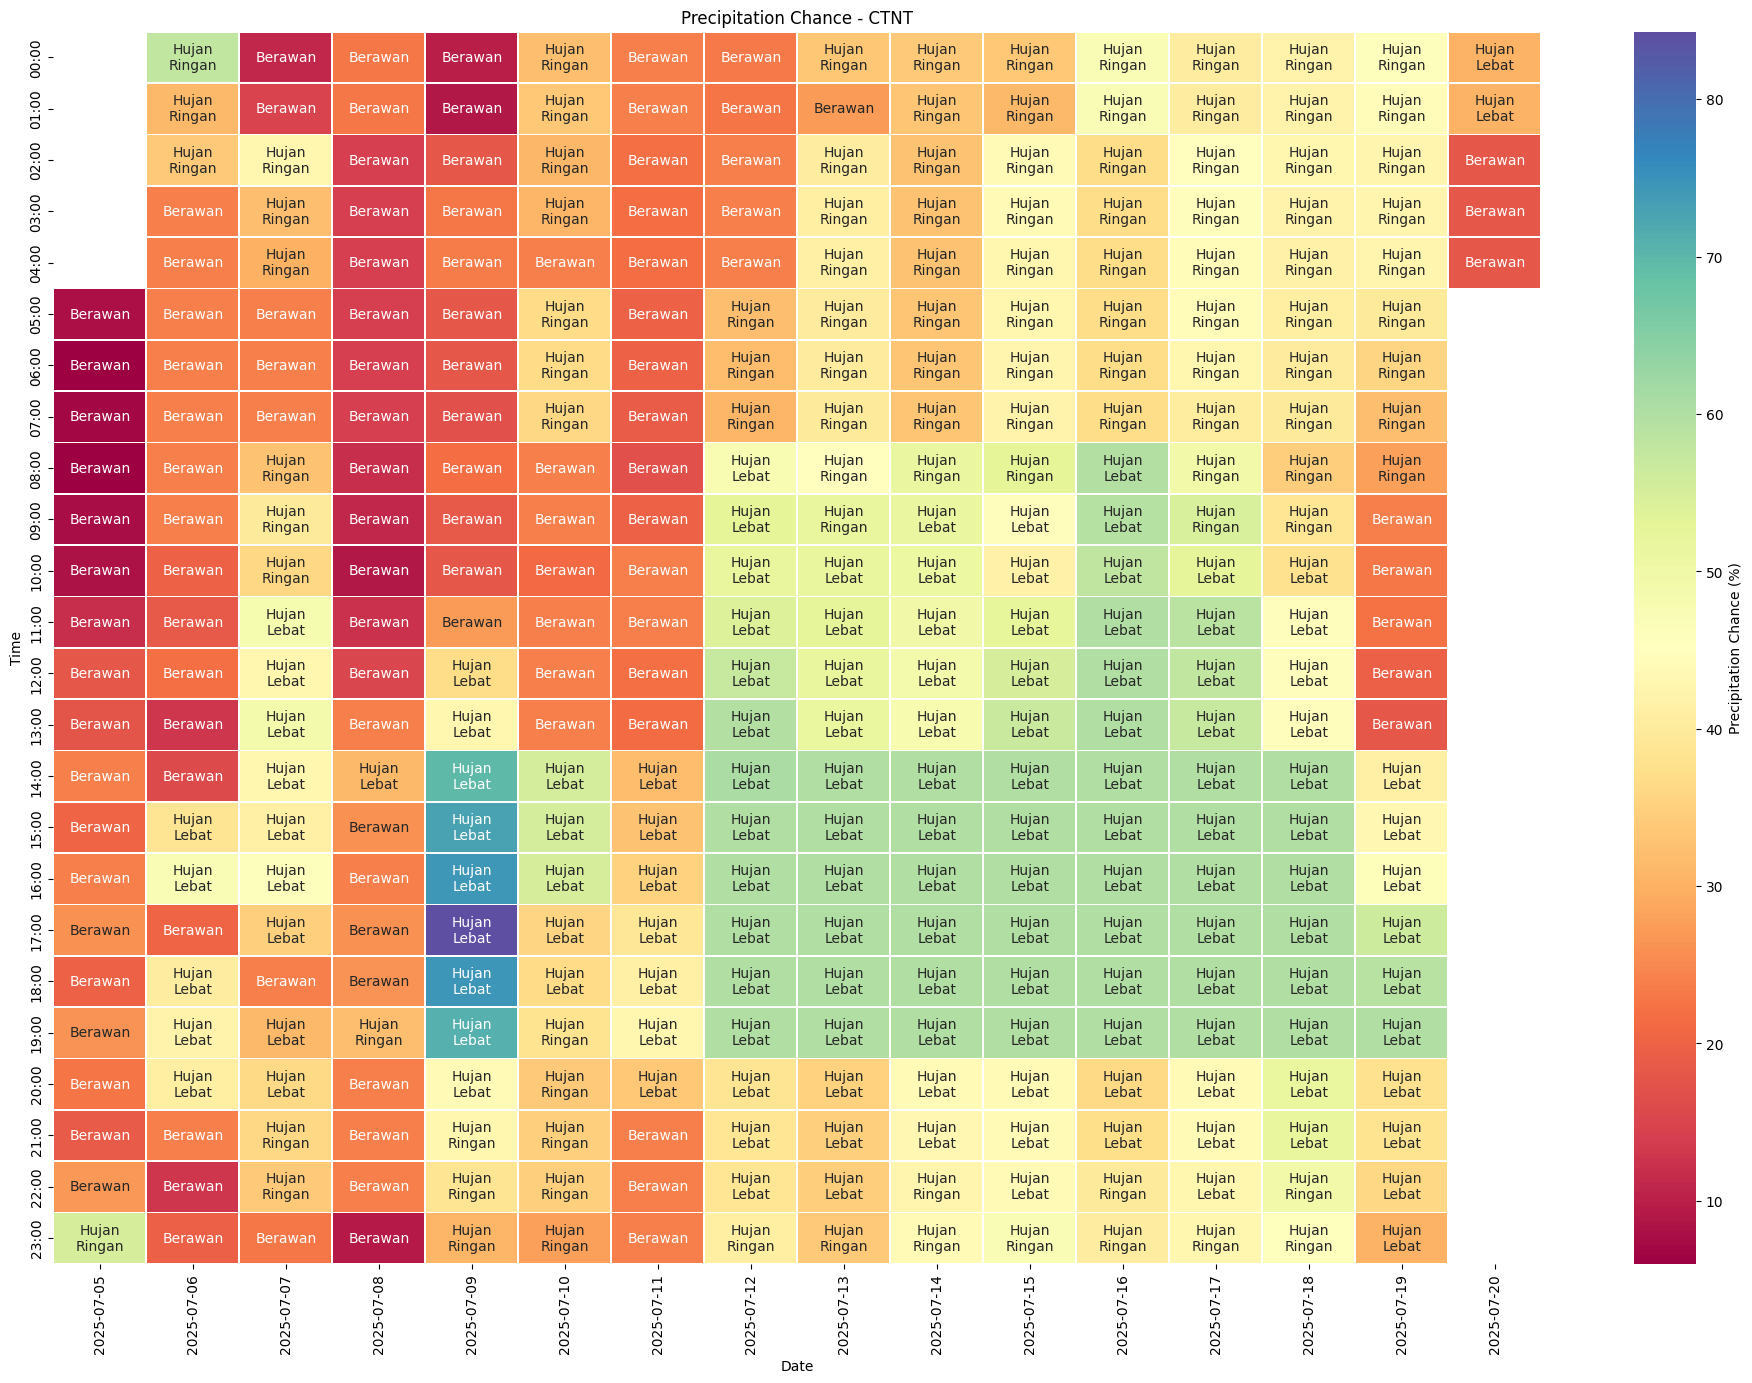 Precipitation Chance - CTNT
00:00 Hujan Ringan Berawan Berawan Berawan Hujan Ringan Berawan Berawan Hujan Ringan Hujan Ringan Hujan Ringan Hujan Ringan Hujan Ringan Hujan Ringan Hujan Ringan Hujan Lebat
01:00 Hujan Ringan Berawan Berawan Berawan Hujan Ringan Berawan Berawan Berawan Hujan Ringan Hujan Ringan Hujan Ringan Hujan Ringan Hujan Ringan Hujan Ringan Hujan Lebat
02:00 Hujan Ringan Hujan Ringan Berawan Berawan Hujan Ringan Berawan Berawan Hujan Ringan Hujan Ringan Hujan Ringan Hujan Ringan Hujan Ringan Hujan Ringan Hujan Ringan Berawan
03:00 Berawan Hujan Ringan Berawan Berawan Hujan Ringan Berawan Berawan Hujan Ringan Hujan Ringan Hujan Ringan Hujan Ringan Hujan Ringan Hujan Ringan Hujan Ringan Berawan
04:00 Berawan Hujan Ringan Berawan Berawan Berawan Berawan Berawan Hujan Ringan Hujan Ringan Hujan Ringan Hujan Ringan Hujan Ringan Hujan Ringan Hujan Ringan Berawan
05:00 Berawan Berawan Berawan Berawan Berawan Hujan Ringan Berawan Hujan Ringan Hujan Ringan Hujan Ringan Hujan Ringan Hujan Ringan Hujan Ringan Hujan Ringan Hujan Ringan
06:00 Berawan Berawan Berawan Berawan Berawan Hujan Ringan Berawan Hujan Ringan Hujan Ringan Hujan Ringan Hujan Ringan Hujan Ringan Hujan Ringan Hujan Ringan Hujan Ringan
07:00 Berawan Berawan Berawan Berawan Berawan Hujan Ringan Berawan Hujan Ringan Hujan Ringan Hujan Ringan Hujan Ringan Hujan Ringan Hujan Ringan Hujan Ringan Hujan Ringan
08:00 Berawan Berawan Hujan Ringan Berawan Berawan Berawan Berawan Hujan Lebat Hujan Ringan Hujan Ringan Hujan Ringan Hujan Lebat Hujan Ringan Hujan Ringan Hujan Ringan
09:00 Berawan Berawan Hujan Ringan Berawan Berawan Berawan Berawan Hujan Lebat Hujan Ringan Hujan Lebat Hujan Lebat Hujan Lebat Hujan Ringan Hujan Ringan Berawan
10:00 Berawan Berawan Hujan Ringan Berawan Berawan Berawan Berawan Hujan Lebat Hujan Lebat Hujan Lebat Hujan Lebat Hujan Lebat Hujan Lebat Hujan Lebat Berawan
11:00 Berawan Berawan Hujan Lebat Berawan Berawan Berawan Berawan Hujan Lebat Hujan Lebat Hujan Lebat Hujan Lebat Hujan Lebat Hujan Lebat Hujan Lebat Berawan
12:00 Berawan Berawan Hujan Lebat Berawan Hujan Lebat Berawan Berawan Hujan Lebat Hujan Lebat Hujan Lebat Hujan Lebat Hujan Lebat Hujan Lebat Hujan Lebat Berawan
13:00 Berawan Berawan Hujan Lebat Berawan Hujan Lebat Berawan Berawan Hujan Lebat Hujan Lebat Hujan Lebat Hujan Lebat Hujan Lebat Hujan Lebat Hujan Lebat Berawan
14:00 Berawan Berawan Hujan Lebat Hujan Lebat Hujan Lebat Hujan Lebat Hujan Lebat Hujan Lebat Hujan Lebat Hujan Lebat Hujan Lebat Hujan Lebat Hujan Lebat Hujan Lebat Hujan Lebat
15:00 Berawan Hujan Lebat Hujan Lebat Berawan Hujan Lebat Hujan Lebat Hujan Lebat Hujan Lebat Hujan Lebat Hujan Lebat Hujan Lebat Hujan Lebat Hujan Lebat Hujan Lebat Hujan Lebat
16:00 Berawan Hujan Lebat Hujan Lebat Berawan Hujan Lebat Hujan Lebat Hujan Lebat Hujan Lebat Hujan Lebat Hujan Lebat Hujan Lebat Hujan Lebat Hujan Lebat Hujan Lebat Hujan Lebat
17:00 Berawan Berawan Hujan Lebat Berawan Hujan Lebat Hujan Lebat Hujan Lebat Hujan Lebat Hujan Lebat Hujan Lebat Hujan Lebat Hujan Lebat Hujan Lebat Hujan Lebat Hujan Lebat
18:00 Berawan Hujan Lebat Berawan Berawan Hujan Lebat Hujan Lebat Hujan Lebat Hujan Lebat Hujan Lebat Hujan Lebat Hujan Lebat Hujan Lebat Hujan Lebat Hujan Lebat Hujan Lebat
19:00 Berawan Hujan Lebat Hujan Lebat Hujan Ringan Hujan Lebat Hujan Ringan Hujan Lebat Hujan Lebat Hujan Lebat Hujan Lebat Hujan Lebat Hujan Lebat Hujan Lebat Hujan Lebat Hujan Lebat
20:00 Berawan Hujan Lebat Hujan Lebat Berawan Hujan Lebat Hujan Ringan Hujan Lebat Hujan Lebat Hujan Lebat Hujan Lebat Hujan Lebat Hujan Lebat Hujan Lebat Hujan Lebat Hujan Lebat
21:00 Berawan Berawan Hujan Ringan Berawan Hujan Ringan Hujan Ringan Berawan Hujan Lebat Hujan Lebat Hujan Lebat Hujan Lebat Hujan Lebat Hujan Lebat Hujan Lebat Hujan Lebat
22:00 Berawan Berawan Hujan Ringan Berawan Hujan Ringan Hujan Ringan Berawan Hujan Lebat Hujan Lebat Hujan Ringan Hujan Lebat Hujan Ringan Hujan Lebat Hujan Ringan Hujan Lebat
23:00 Hujan Ringan Berawan Berawan Berawan Hujan Ringan Hujan Ringan Berawan Hujan Ringan Hujan Ringan Hujan Ringan Hujan Ringan Hujan Ringan Hujan Ringan Hujan Ringan Hujan Lebat
Time
2025-07-05 2025-07-06 2025-07-07 2025-07-08 2025-07-09 2025-07-10 2025-07-11 2025-07-12 2025-07-13 2025-07-14 2025-07-15 2025-07-16 2025-07-17 2025-07-18 2025-07-19 2025-07-20
Date
80
70
60
50
40
30
20
10
Precipitation Chance (%)